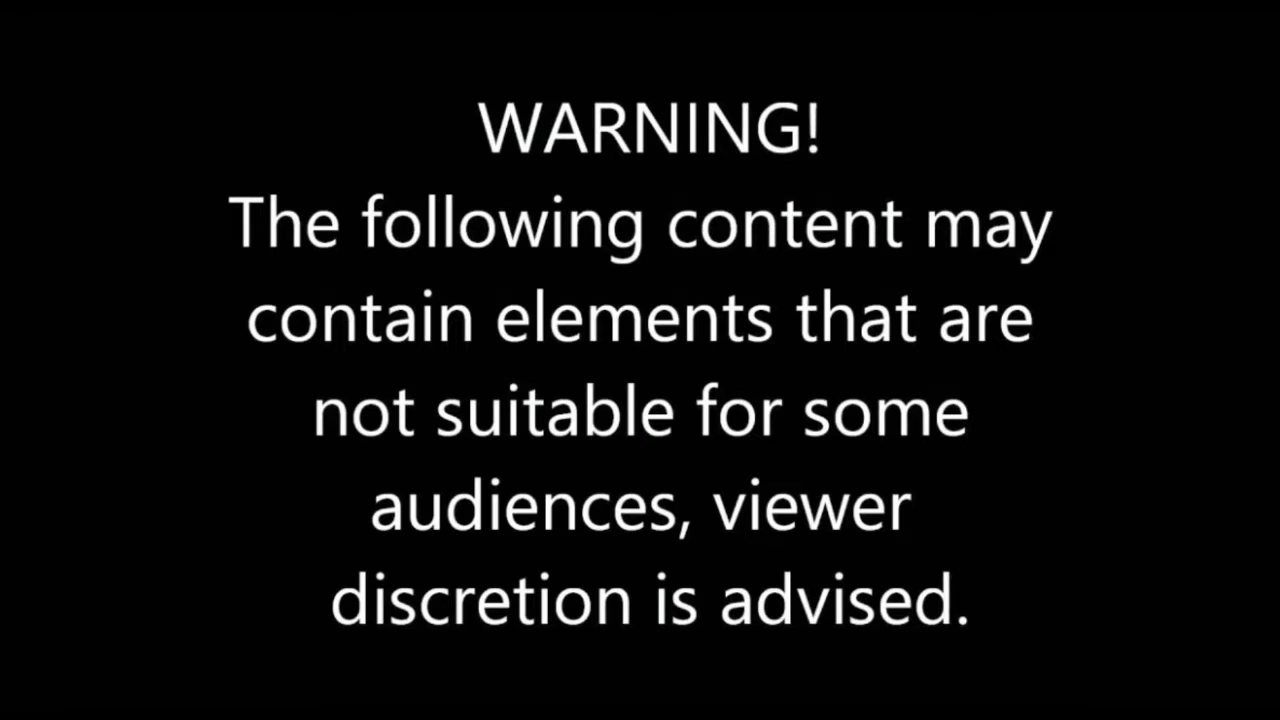 WARNING!
The following content may
contain elements that are
not suitable for some
audiences, viewer
discretion is advised.